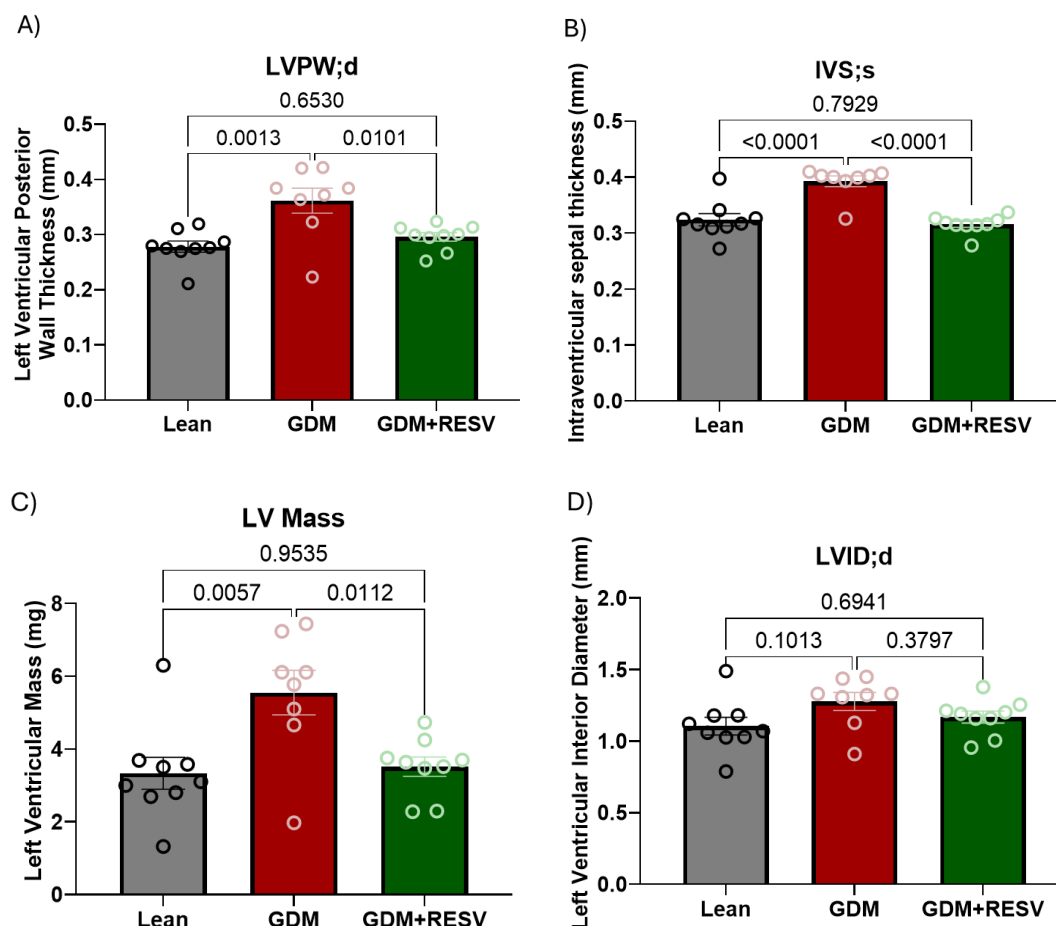 A)
LVPW;d
0.6530
0.0013
0.0101
Left Ventricular Posterior
Wall Thickness (mm)
0.5
0.4
0.3
0.2
0.1
0.0
Lean
GDM
GDM+RESV
B)
IVS;s
0.7929
<0.0001
<0.0001
Intraventricular septal thickness (mm)
0.5
0.4
0.3
0.2
0.1
0.0
Lean
GDM
GDM+RESV
C)
LV Mass
0.9535
0.0057
0.0112
Left Ventricular Mass (mg)
8
6
4
2
0
Lean
GDM
GDM+RESV
D)
LVID;d
0.6941
0.1013
0.3797
Left Ventricular Interior Diameter (mm)
2.0
1.5
1.0
0.5
0.0
Lean
GDM
GDM+RESV